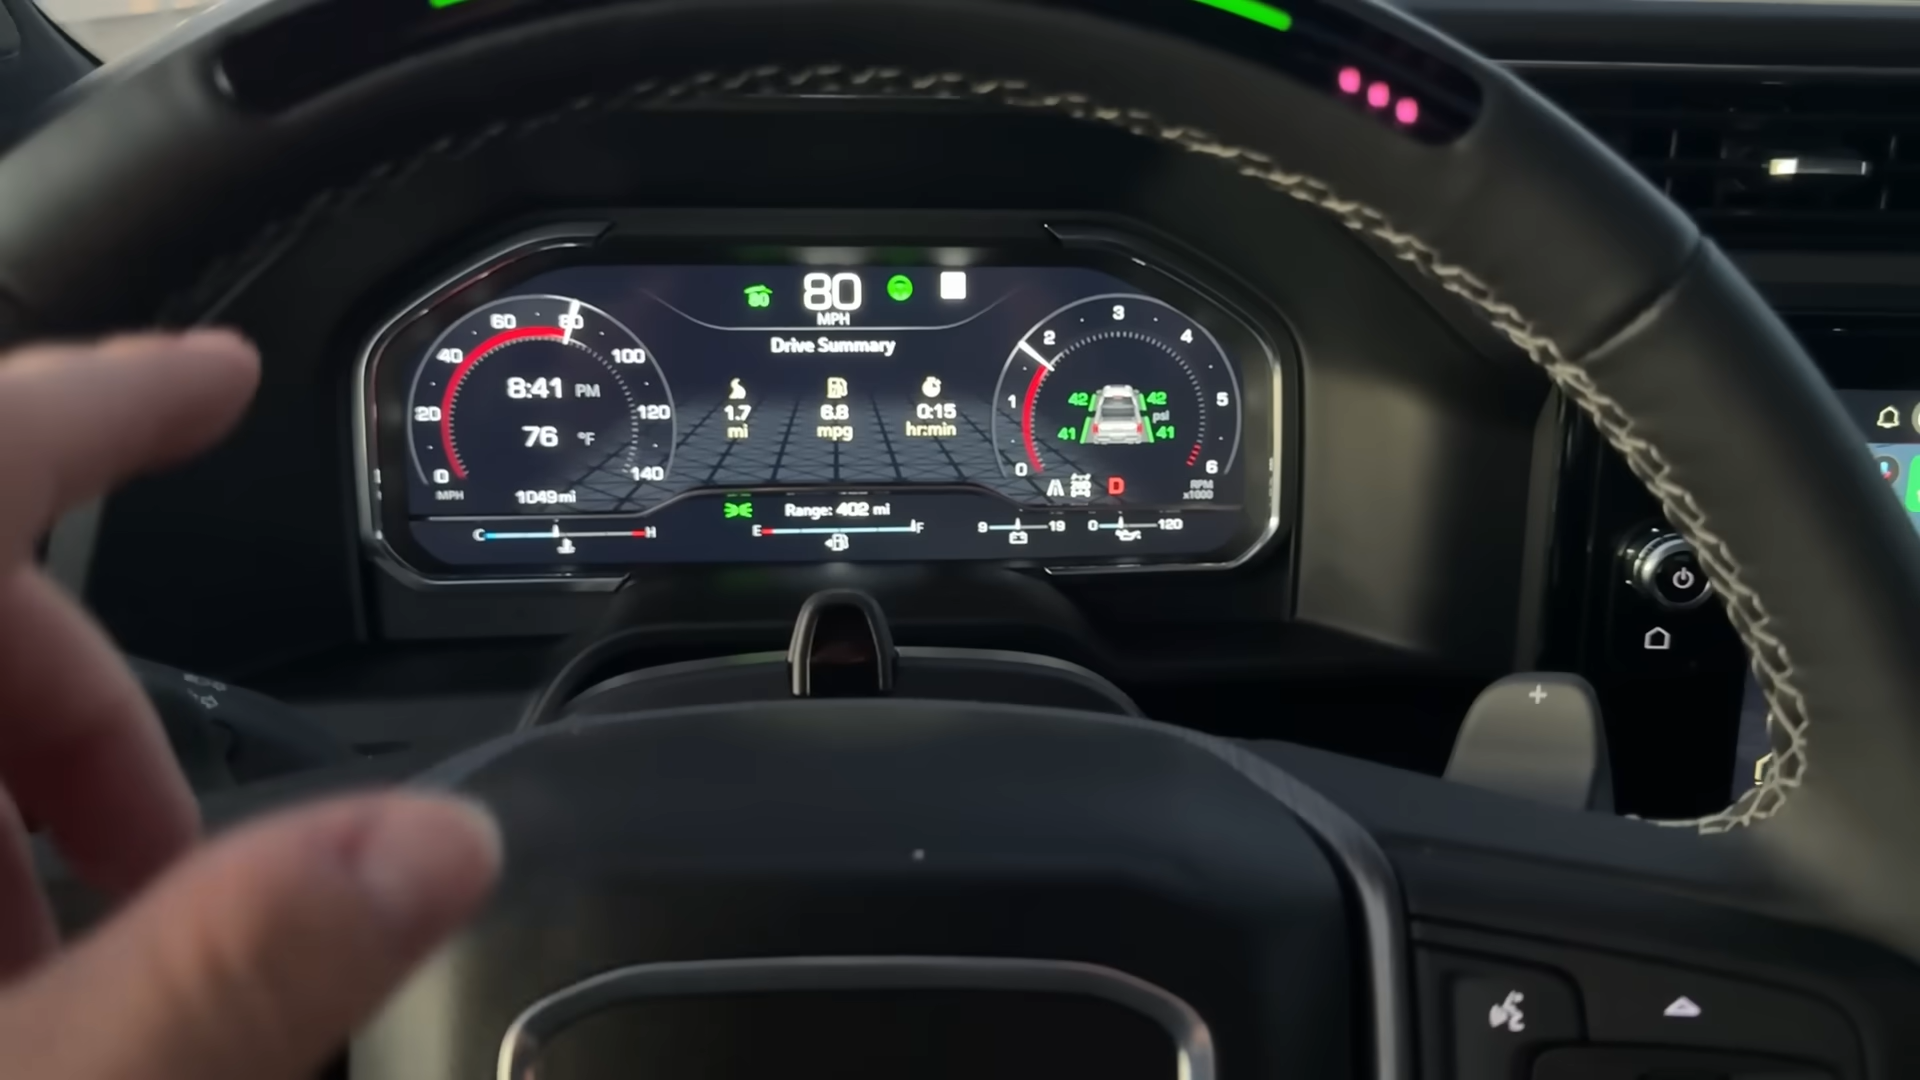 80
80
MPH
Drive Summary
0
20
40
60
80
100
120
140
MPH
8:41 PM
76 °F
1049mi
1.7
mi
6.8
mpg
0:15
hr:min
0
1
2
3
4
5
6
RPM
x1000
42 42
psi
41 41
D
Range: 402 mi
C H
E F
9 19
0 120
+